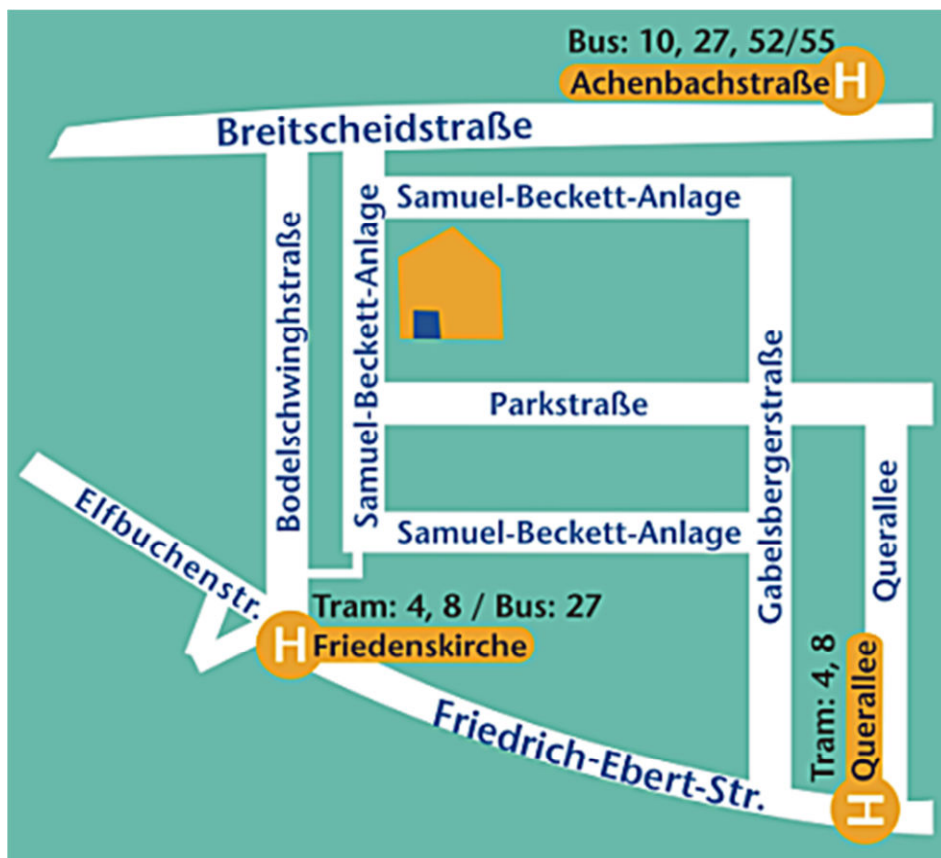 Bus: 10, 27, 52/55
Achenbachstraße H
Breitscheidstraße
Samuel-Beckett-Anlage
Bodelschwinghstraße
Samuel-Beckett-Anlage
Gabelsbergerstraße
Parkstraße
Querallee
Elfbuchenstr.
Samuel-Beckett-Anlage
Tram: 4, 8 / Bus: 27
H Friedenskirche
Friedrich-Ebert-Str.
Tram: 4, 8
H Querallee